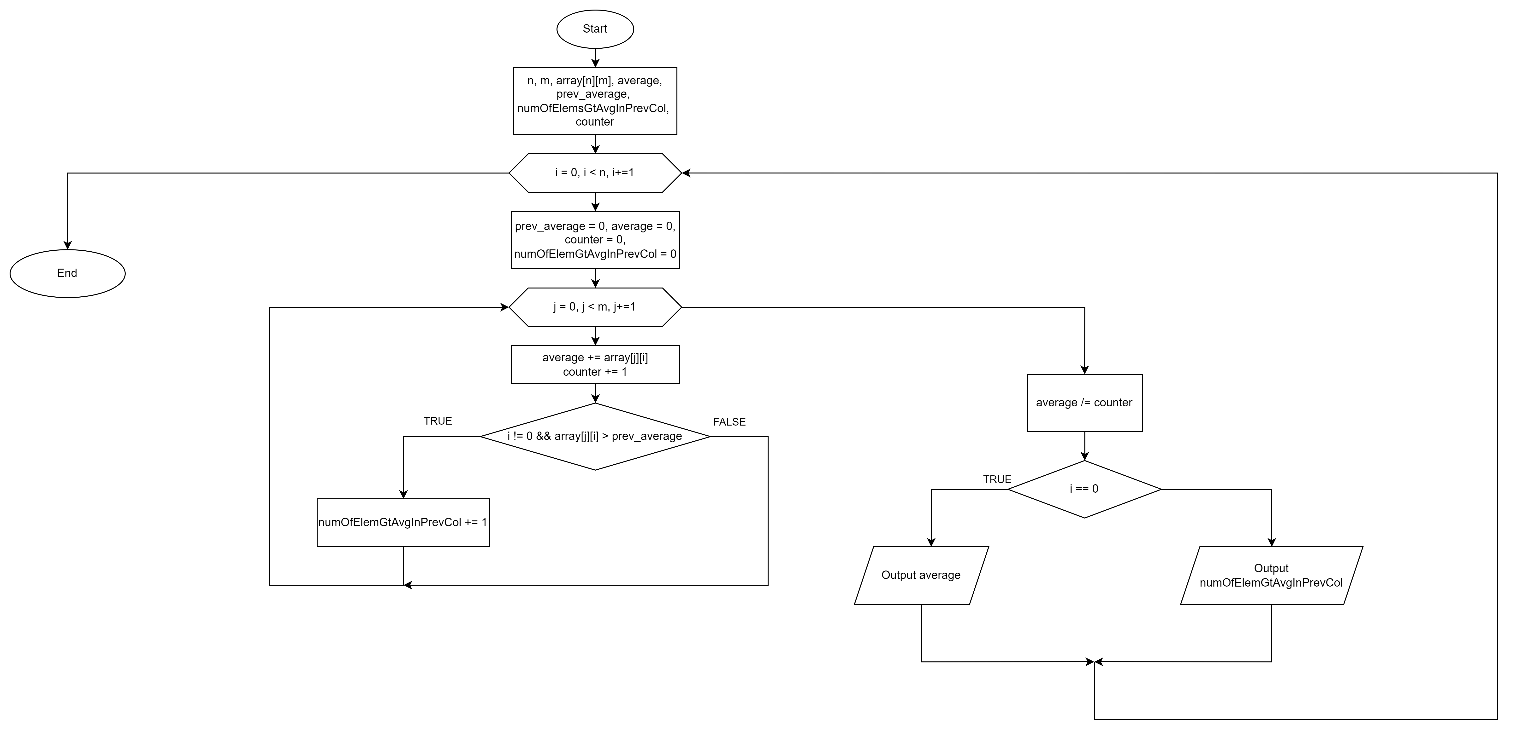 Start
n, m, array[n][m], average,
prev_average,
numOfElemsGtAvgInPrevCol,
counter
i = 0, i < n, i+=1
prev_average = 0, average = 0,
counter = 0,
numOfElemGtAvgInPrevCol = 0
End
j = 0, j < m, j+=1
average += array[j][i]
counter += 1
average /= counter
TRUE
FALSE
i != 0 && array[j][i] > prev_average
TRUE
i == 0
numOfElemGtAvgInPrevCol += 1
Output average
Output
numOfElemGtAvgInPrevCol